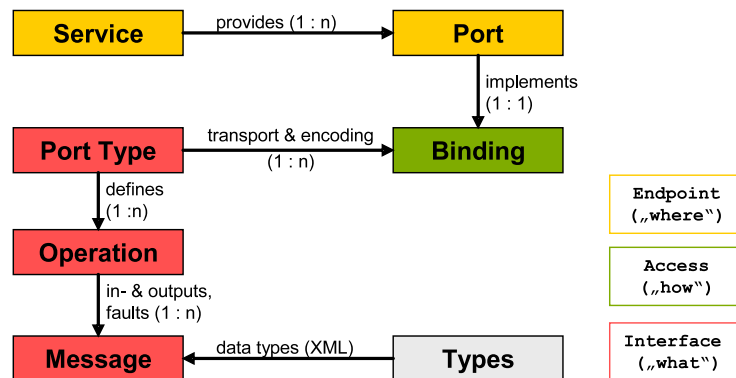 Service
provides (1 : n)
Port
implements
(1 : 1)
Port Type
transport & encoding
(1 : n)
Binding
defines
(1 :n)
Endpoint
(„where“)
Operation
Access
(„how“)
in- & outputs,
faults (1 : n)
Message
data types (XML)
Types
Interface
(„what“)